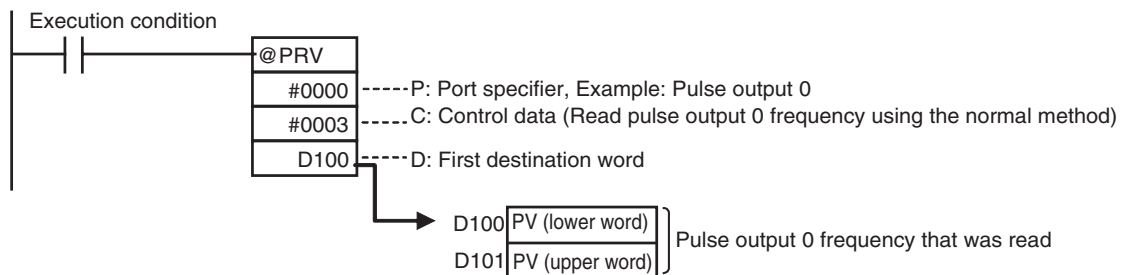 Execution condition
@PRV
#0000 P: Port specifier, Example: Pulse output 0
#0003 C: Control data (Read pulse output 0 frequency using the normal method)
D100 D: First destination word
D100 PV (lower word)
Pulse output 0 frequency that was read
D101 PV (upper word)